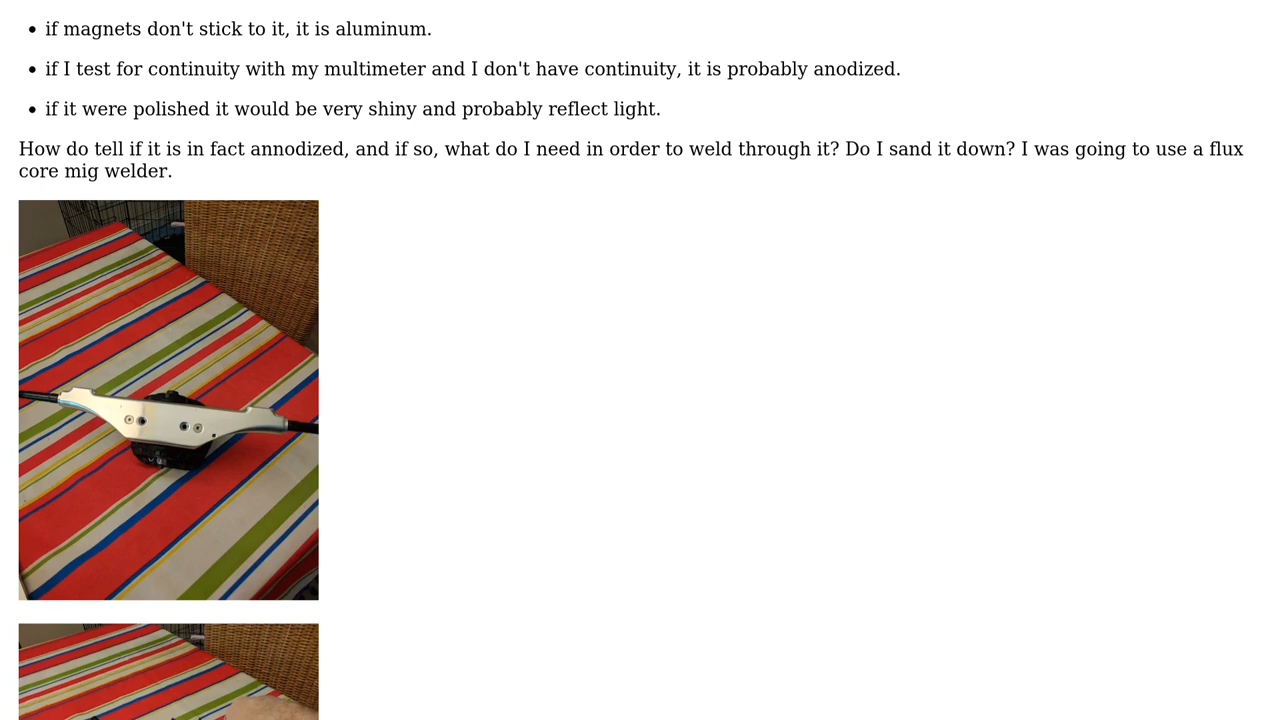 if magnets don't stick to it, it is aluminum.
if I test for continuity with my multimeter and I don't have continuity, it is probably anodized.
if it were polished it would be very shiny and probably reflect light.
How do tell if it is in fact annodized, and if so, what do I need in order to weld through it? Do I sand it down? I was going to use a flux
core mig welder.